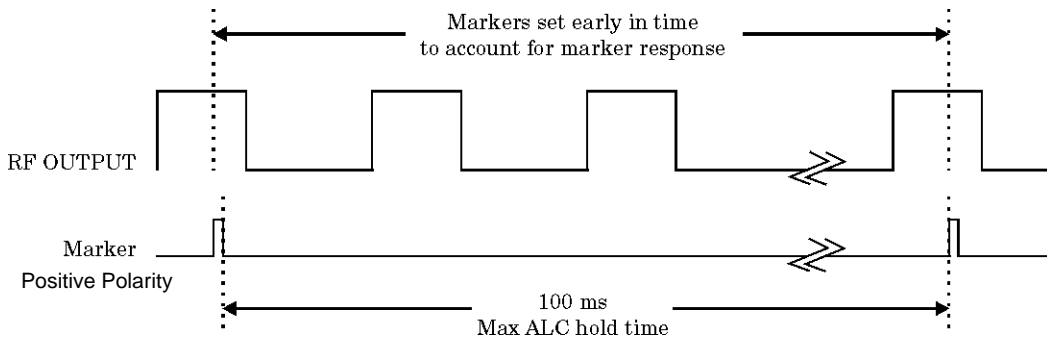 Markers set early in time
to account for marker response
RF OUTPUT
Marker
Positive Polarity
100 ms
Max ALC hold time